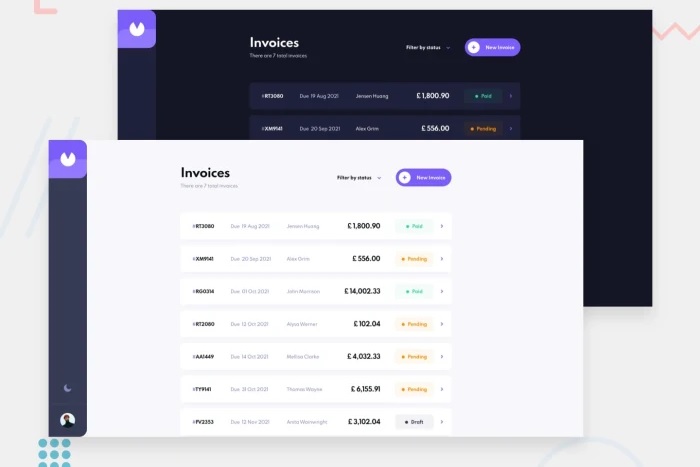 Invoices
There are 7 total invoices
Filter by status
+ New Invoice
#RT3080 Due 19 Aug 2021 Jensen Huang £ 1,800.90 Paid
#XM9141 Due 20 Sep 2021 Alex Grim £ 556.00 Pending
Invoices
There are 7 total invoices
Filter by status
+ New Invoice
#RT3080 Due 19 Aug 2021 Jensen Huang £ 1,800.90 Paid
#XM9141 Due 20 Sep 2021 Alex Grim £ 556.00 Pending
#RG0314 Due 01 Oct 2021 John Morrison £ 14,002.33 Paid
#RT2080 Due 12 Oct 2021 Alysa Werner £ 102.04 Pending
#AA1449 Due 14 Oct 2021 Mellisa Clarke £ 4,032.33 Pending
#TY9141 Due 31 Oct 2021 Thomas Wayne £ 6,155.91 Pending
#FV2353 Due 12 Nov 2021 Anita Wainwright £ 3,102.04 Draft